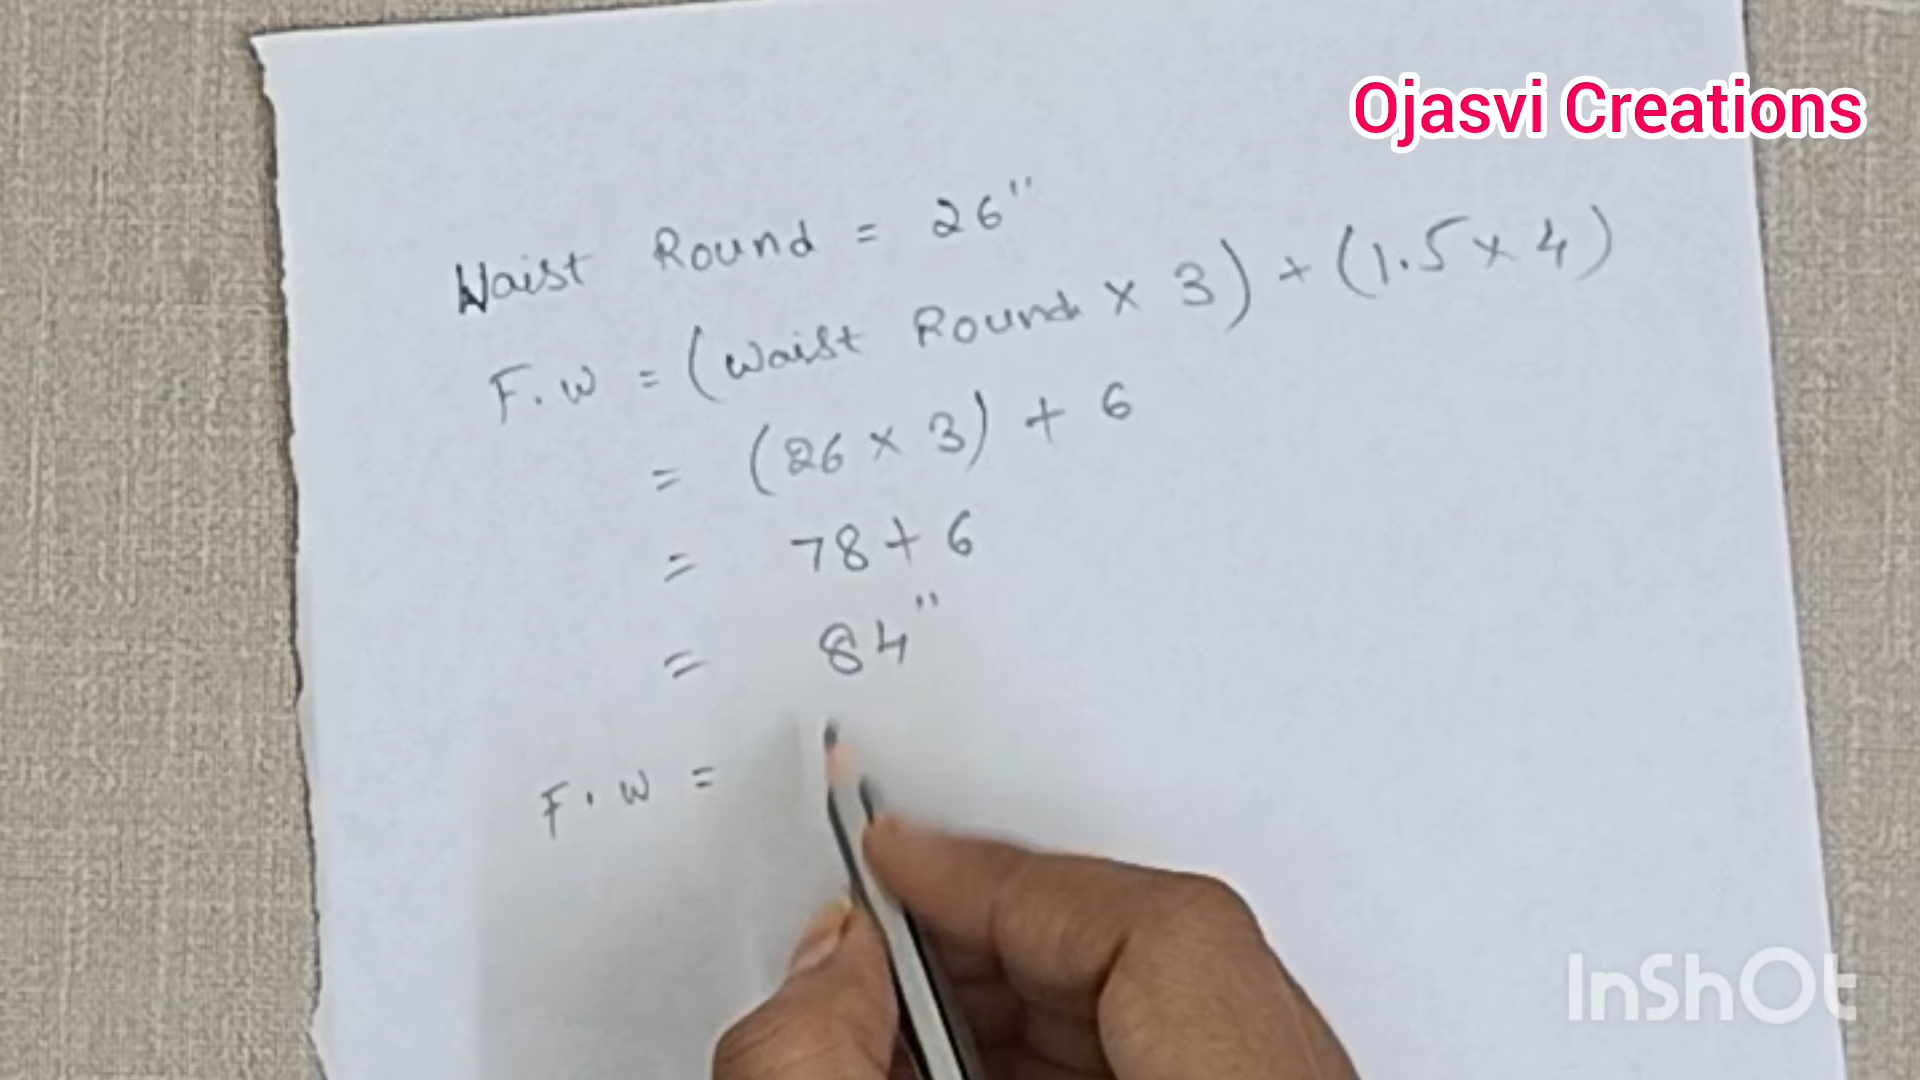 Ojasvi Creations
Waist Round = 26"
F.W = (Waist Round × 3) + (1.5 × 4)
= (26 × 3) + 6
= 78 + 6
= 84"
F.W =
InShOt